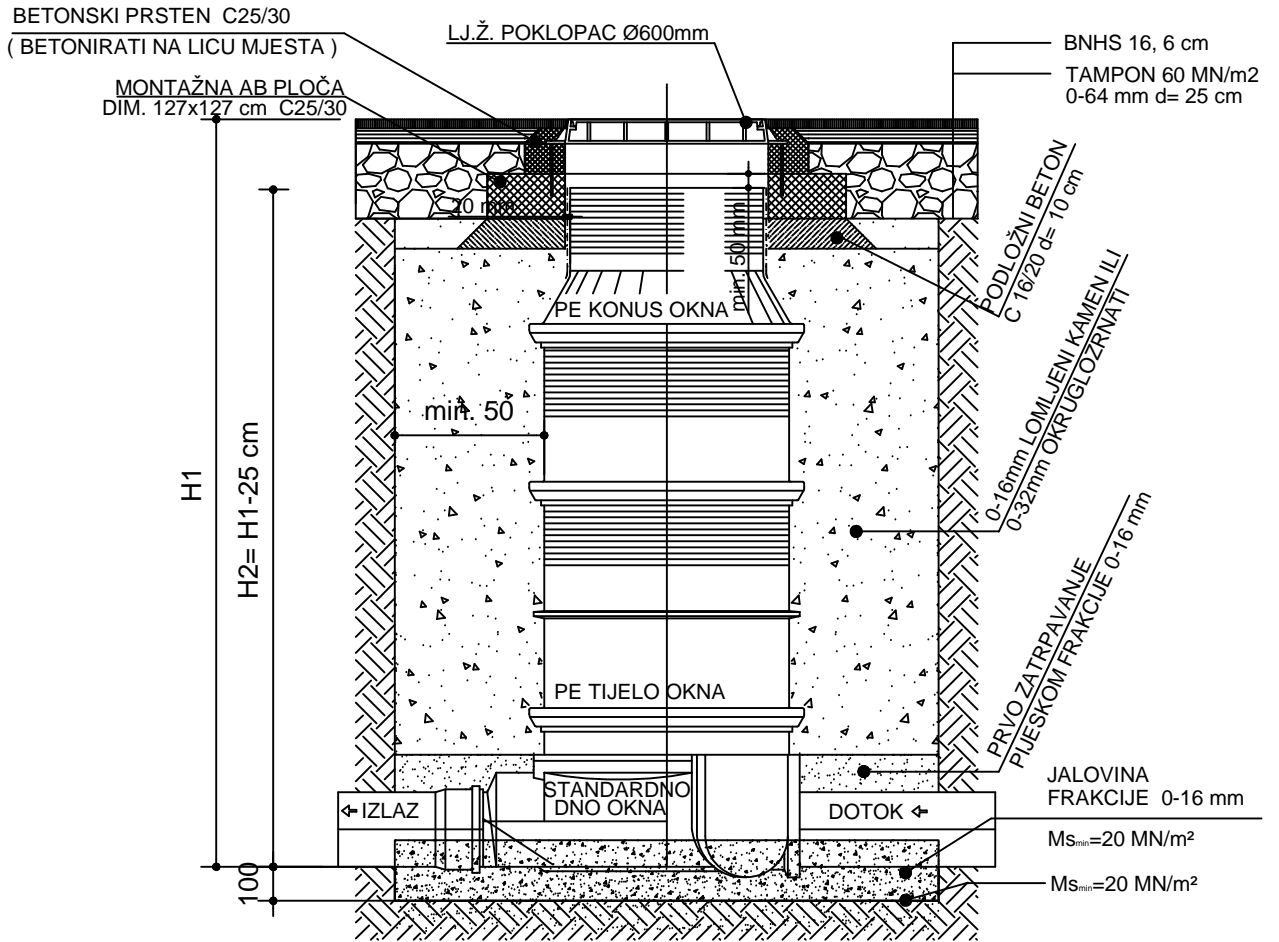 BETONSKI PRSTEN C25/30
( BETONIRATI NA LICU MJESTA )
MONTAŽNA AB PLOČA
DIM. 127x127 cm C25/30
LJ.Ž. POKLOPAC Ø600mm
BNHS 16, 6 cm
TAMPON 60 MN/m2
0-64 mm d= 25 cm
20 mm
min. 50 mm
PODLOŽNI BETON
C 16/20 d= 10 cm
PE KONUS OKNA
min. 50
H1
H2= H1-25 cm
0-16mm LOMLJENI KAMEN ILI
0-32mm OKRUGLOZRNATI
PE TIJELO OKNA
PRVO ZATRPAVANJE
PIJESKOM FRAKCIJE 0-16 mm
STANDARDNO
DNO OKNA
IZLAZ
DOTOK
JALOVINA
FRAKCIJE 0-16 mm
Msmin=20 MN/m²
Msmin=20 MN/m²
100